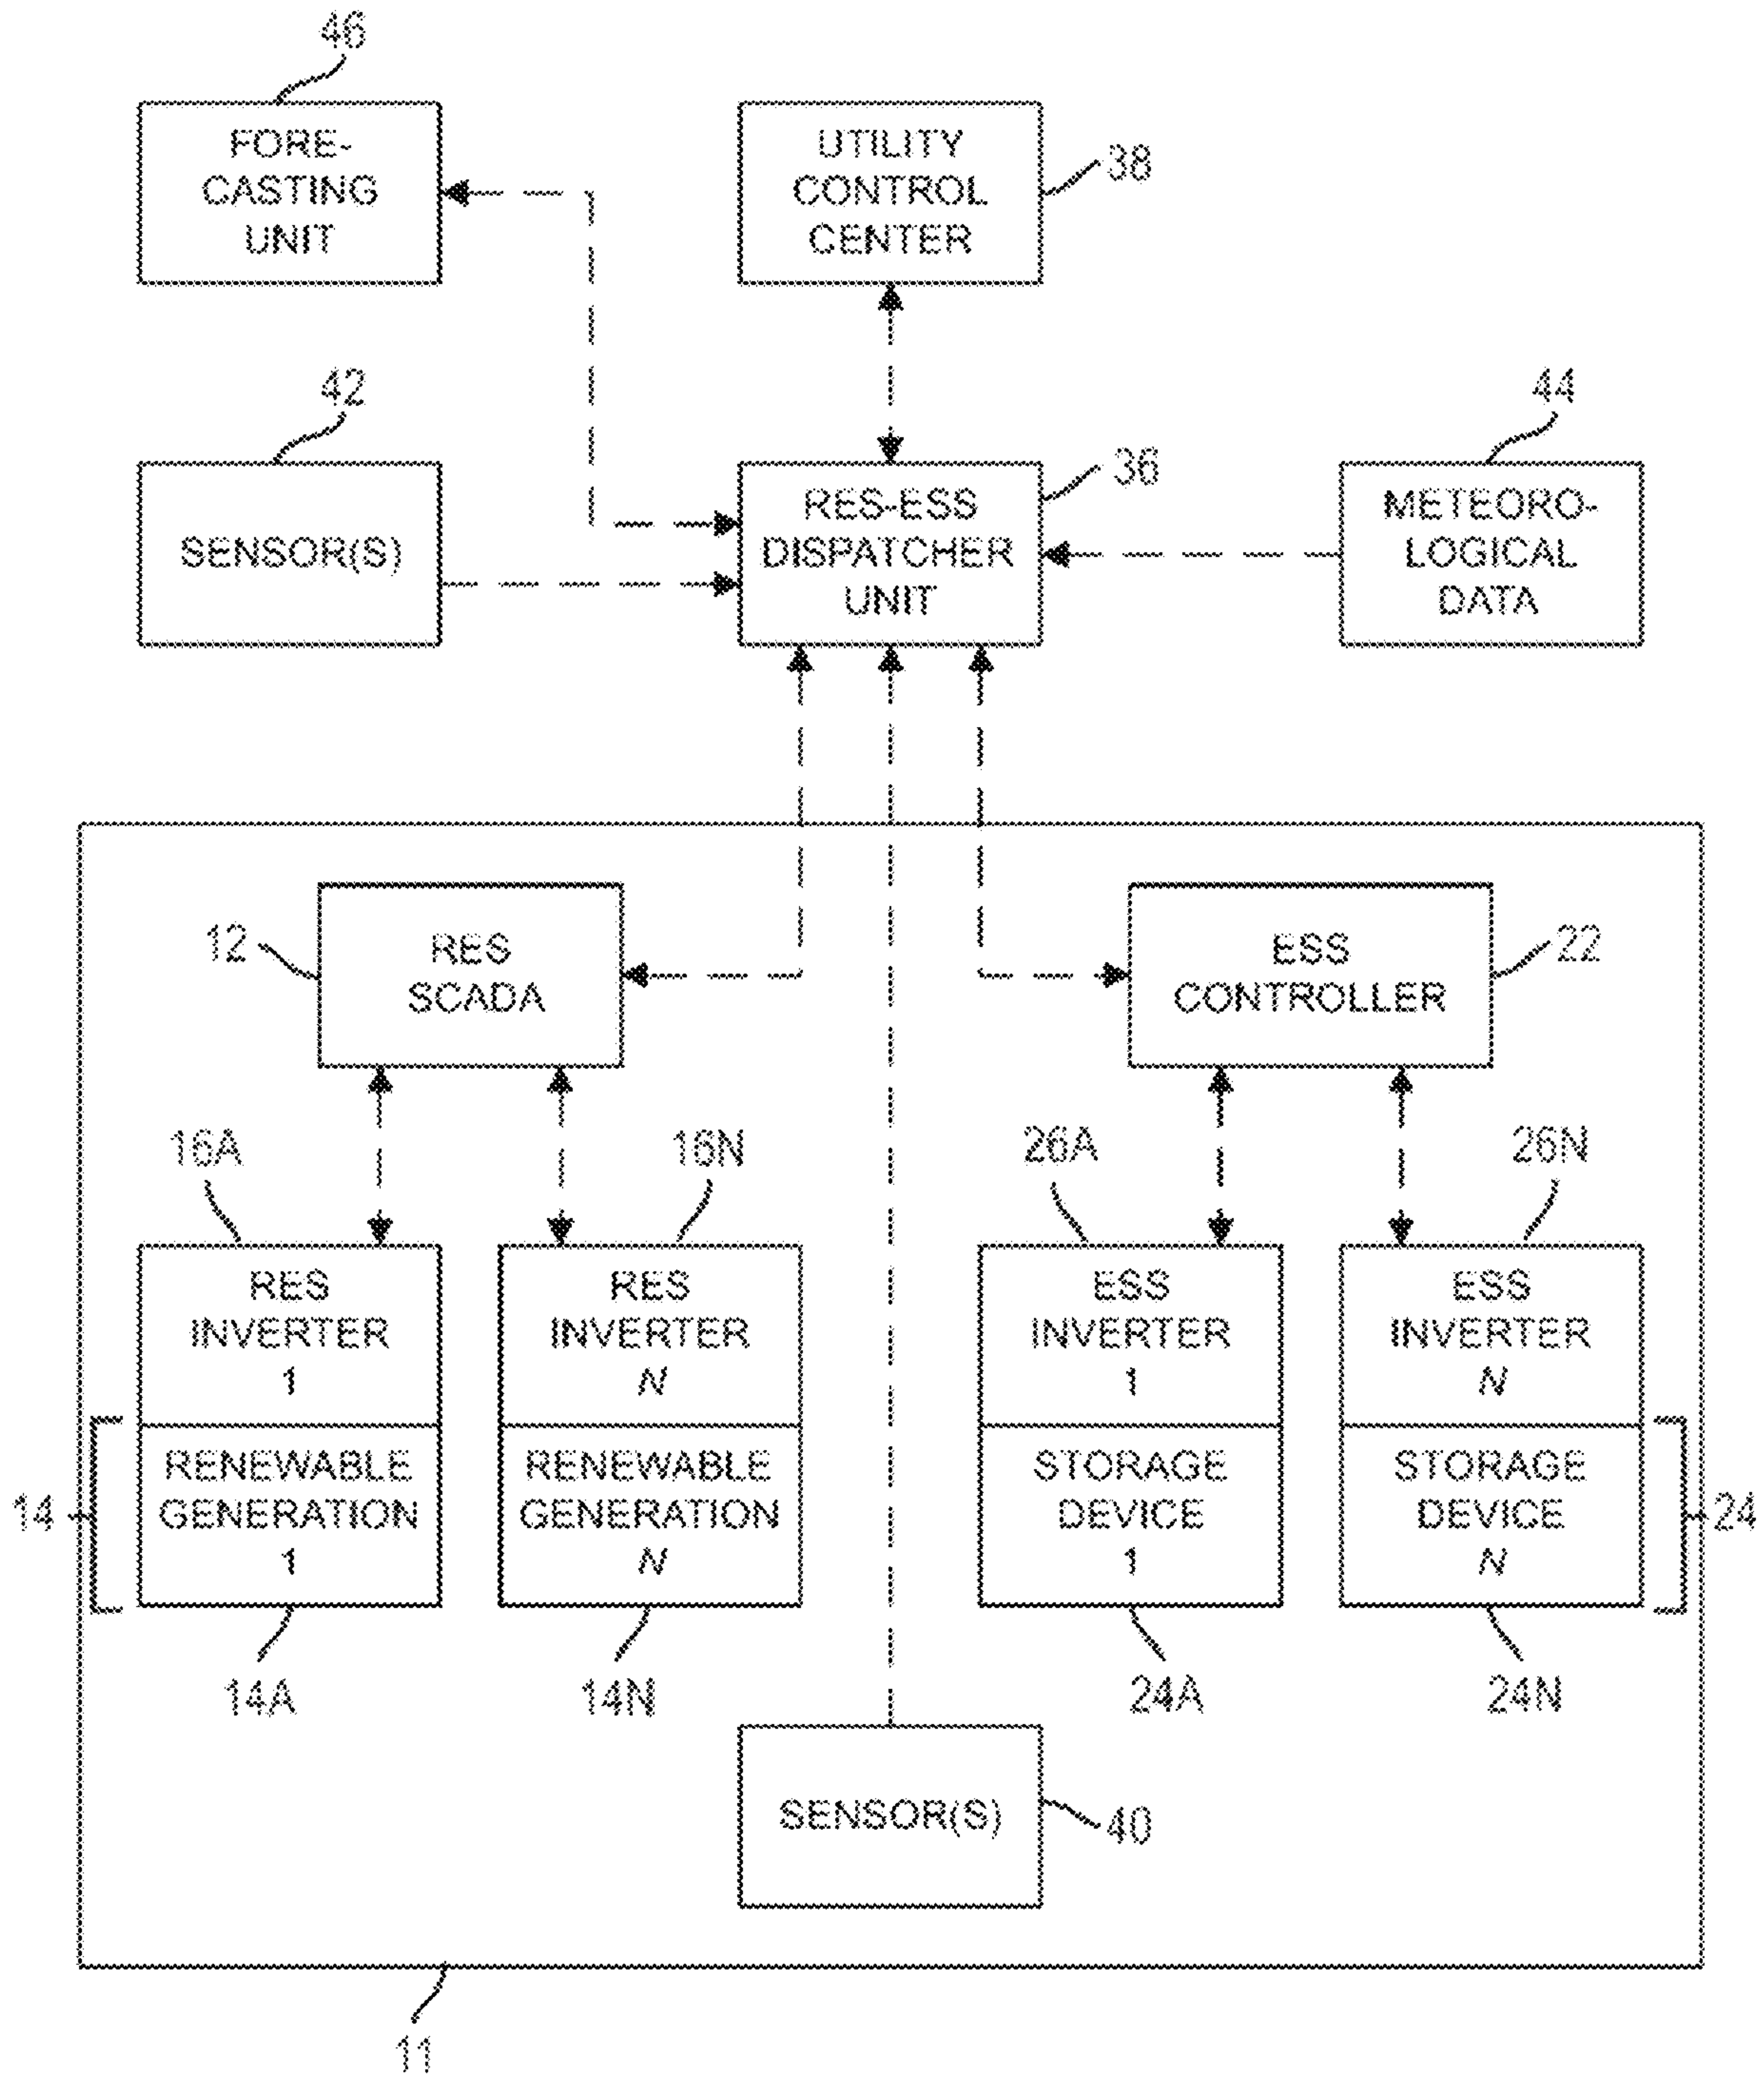 46
FORE-
CASTING
UNIT
UTILITY
CONTROL
CENTER
38
42
SENSOR(S)
RES-ESS
DISPATCHER
UNIT
36
44
METEORO-
LOGICAL
DATA
12
RES
SCADA
ESS
CONTROLLER
22
16A
16N
26A
26N
RES
INVERTER
1
RES
INVERTER
N
ESS
INVERTER
1
ESS
INVERTER
N
14
RENEWABLE
GENERATION
1
RENEWABLE
GENERATION
N
STORAGE
DEVICE
1
STORAGE
DEVICE
N
24
14A
14N
24A
24N
SENSOR(S)
40
11